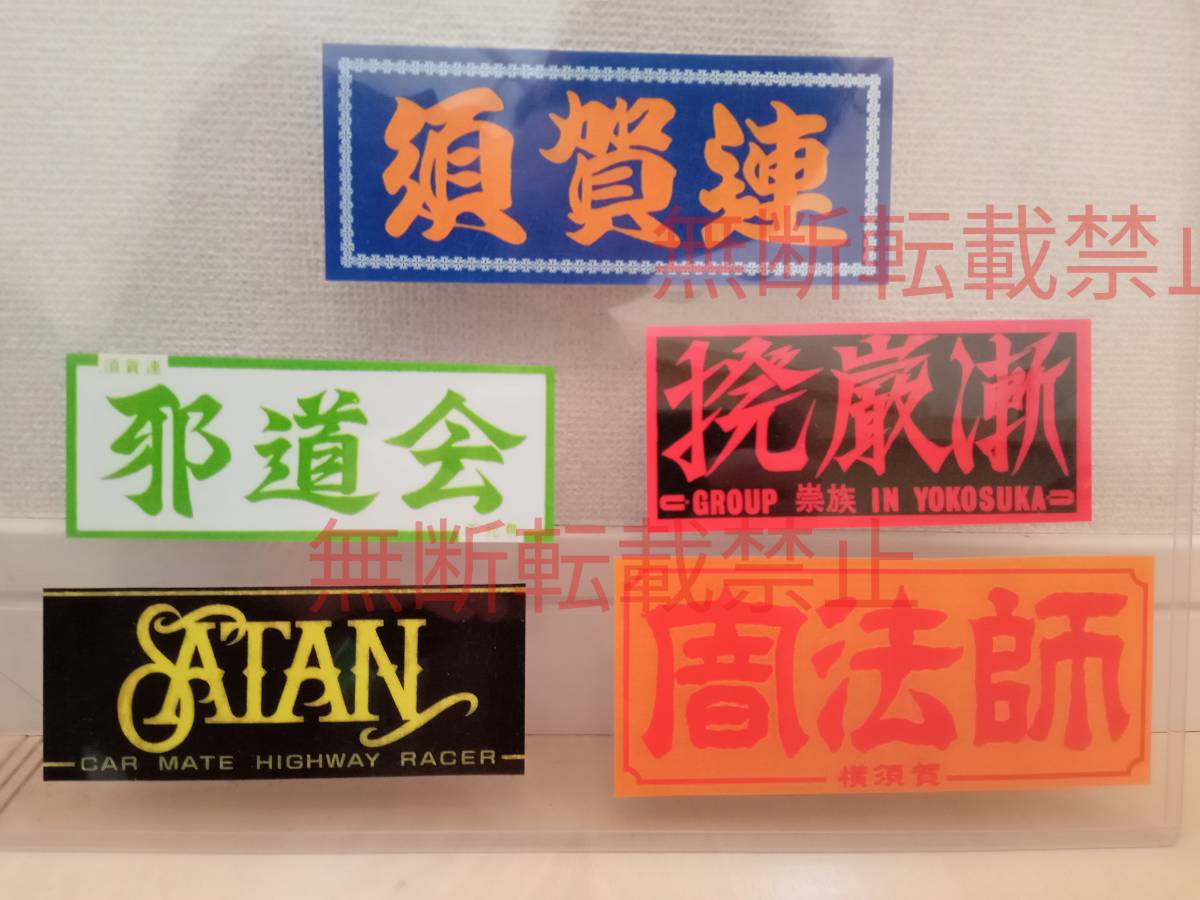 須賀連
無断転載禁止
須賀連
邪道会
撓厳漸
GROUP 崇族 IN YOKOSUKA
無断転載禁止
SATAN
CAR MATE HIGHWAY RACER
闇法師
横須賀